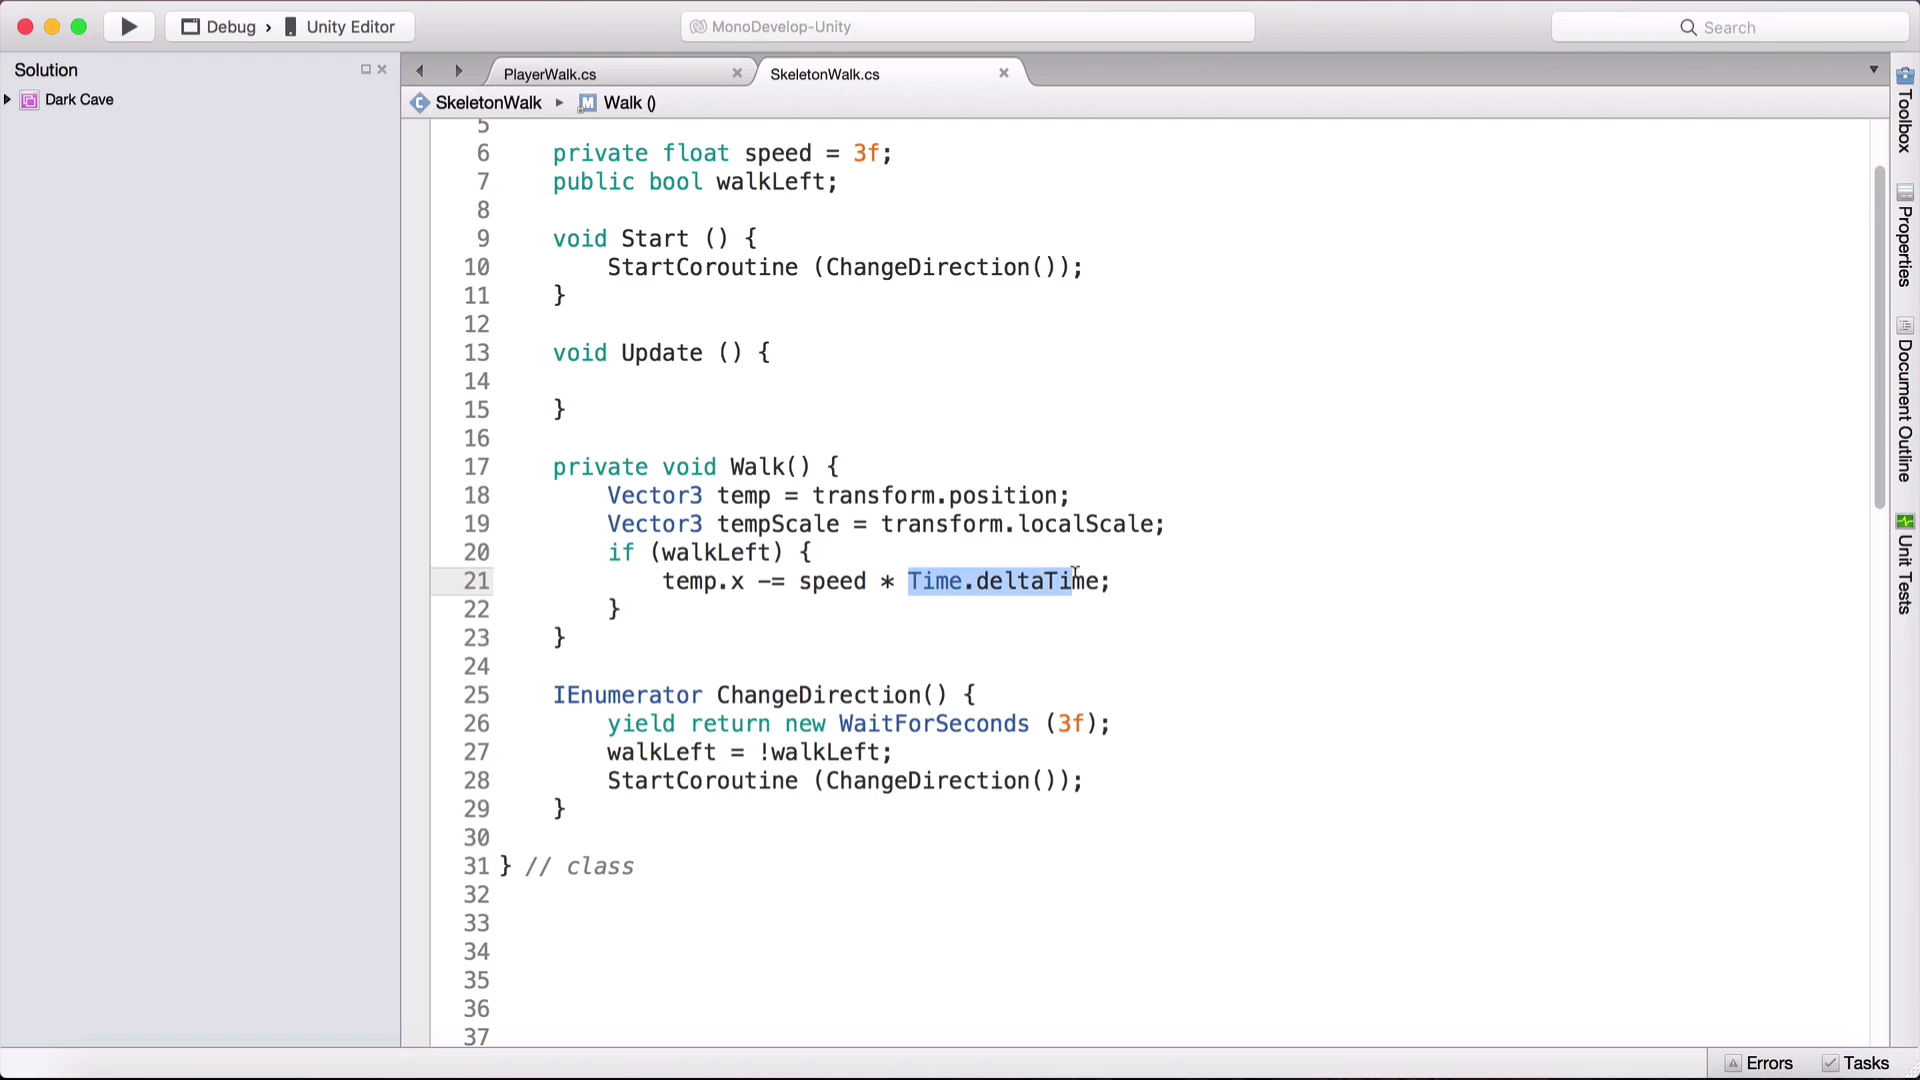 Debug › Unity Editor
MonoDevelop-Unity
Search
Solution
Dark Cave
PlayerWalk.cs
SkeletonWalk.cs
SkeletonWalk ▸ Walk ()
5
6 private float speed = 3f;
7 public bool walkLeft;
8
9 void Start () {
10 StartCoroutine (ChangeDirection());
11 }
12
13 void Update () {
14
15 }
16
17 private void Walk() {
18 Vector3 temp = transform.position;
19 Vector3 tempScale = transform.localScale;
20 if (walkLeft) {
21 temp.x -= speed * Time.deltaTime;
22 }
23 }
24
25 IEnumerator ChangeDirection() {
26 yield return new WaitForSeconds (3f);
27 walkLeft = !walkLeft;
28 StartCoroutine (ChangeDirection());
29 }
30
31 } // class
32
33
34
35
36
37
Toolbox
Properties
Document Outline
Unit Tests
Errors
Tasks